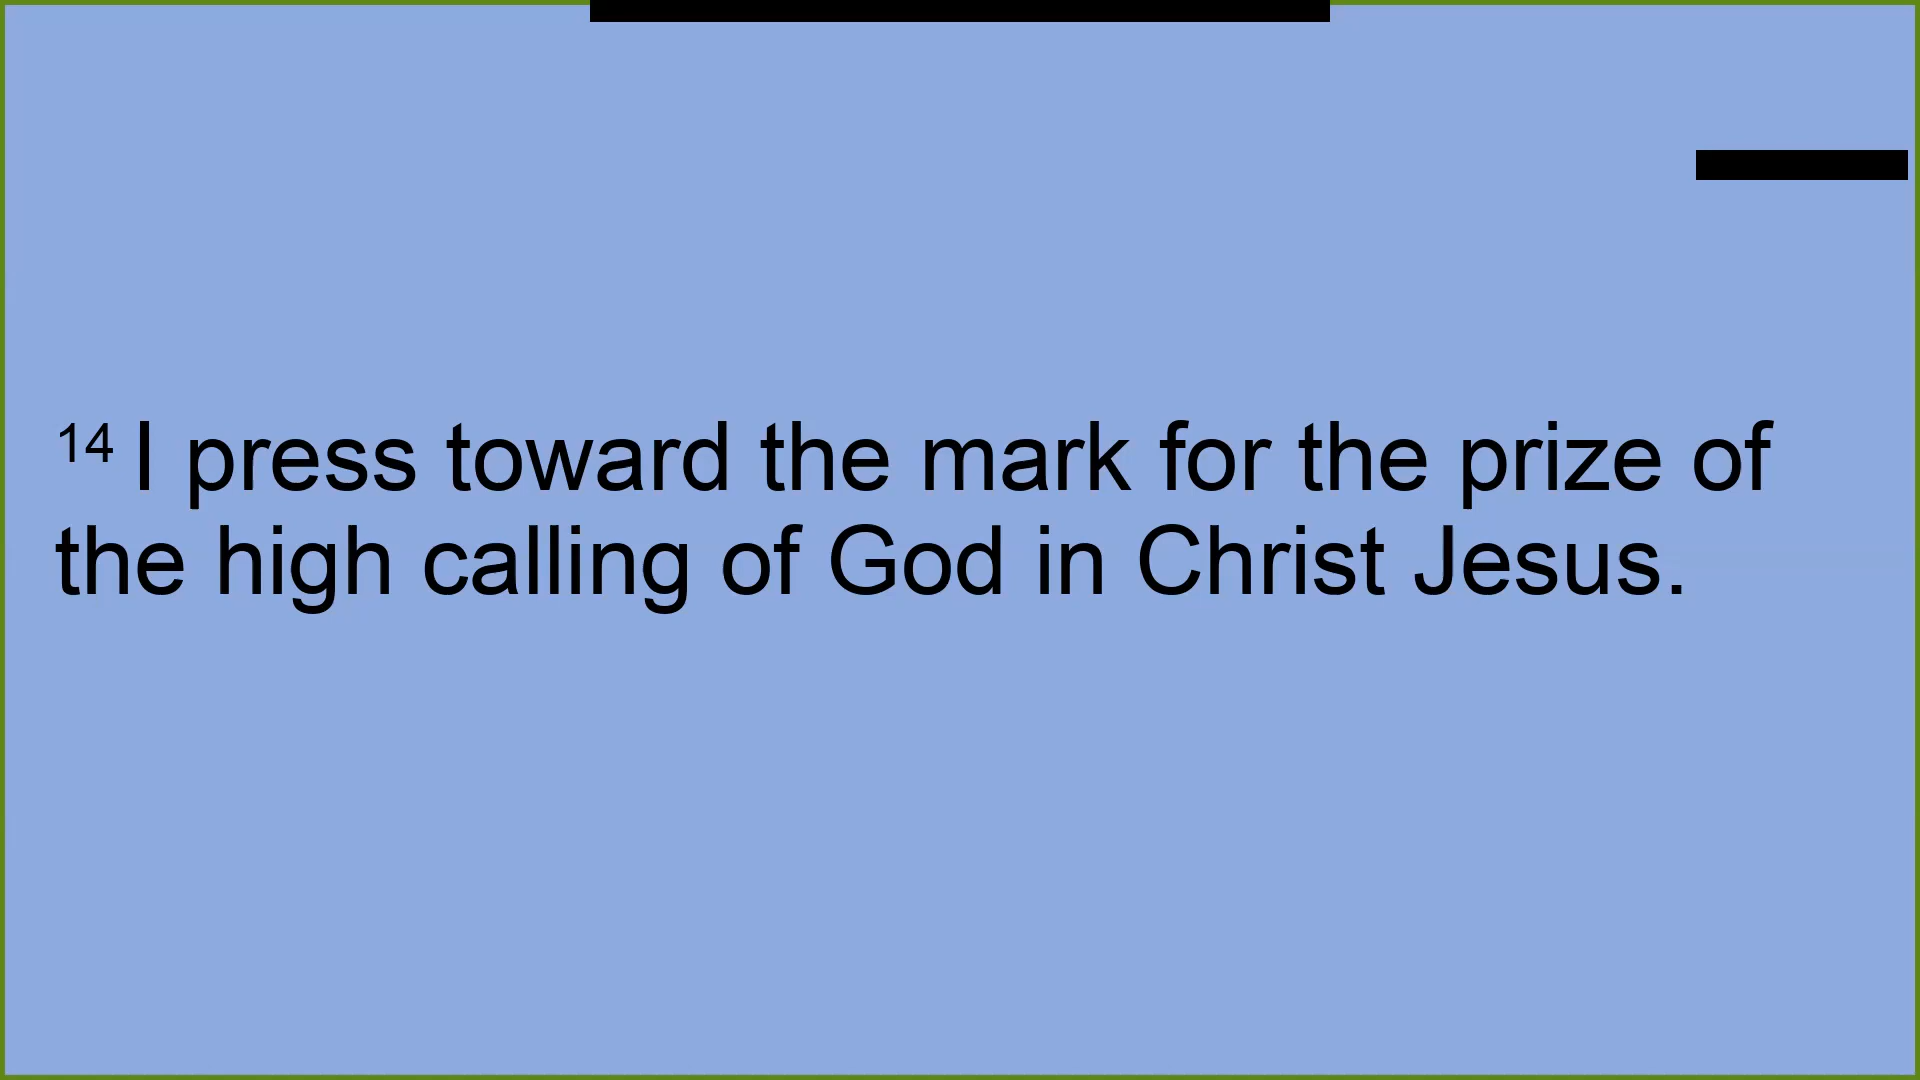 14 I press toward the mark for the prize of
the high calling of God in Christ Jesus.